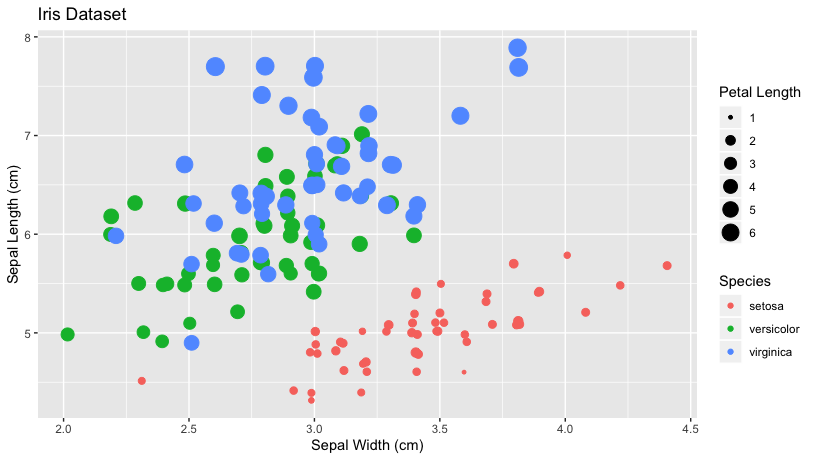 Iris Dataset
8
7
6
5
Sepal Length (cm)
2.0 2.5 3.0 3.5 4.0 4.5
Sepal Width (cm)
Petal Length
1
2
3
4
5
6
Species
setosa
versicolor
virginica